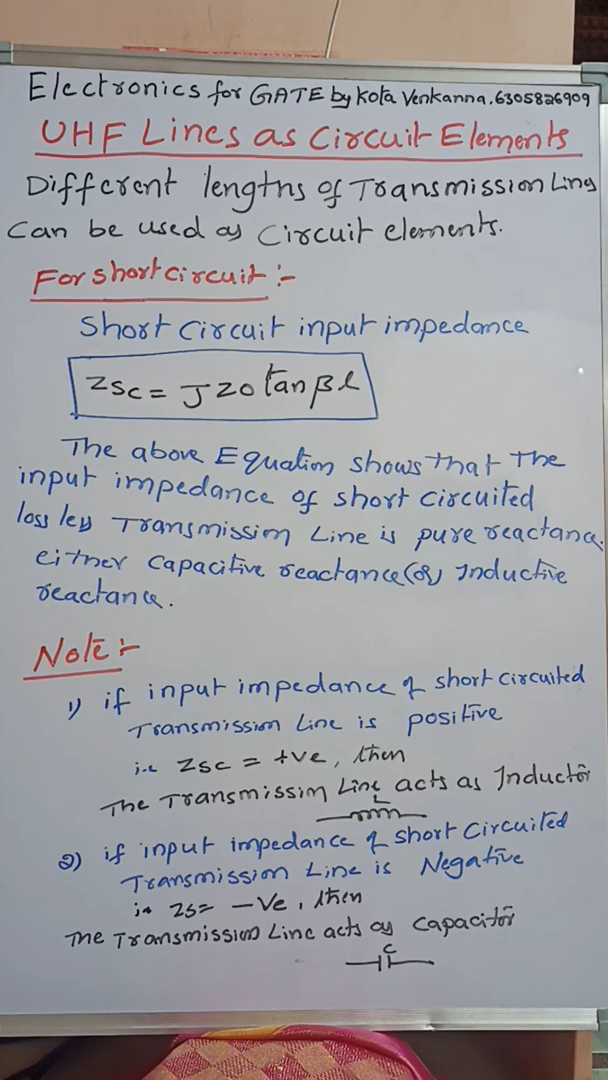 Electronics for GATE by Kota Venkanna. 6305826909
UHF Lines as Circuit Elements
Different lengths of Transmission Lines
Can be used as Circuit elements.
For short circuit :-
Short Circuit input impedance
Zsc = J Z0 tan βl
The above Equation shows that The
input impedance of short circuited
loss less Transmission Line is pure reactance.
either Capacitive reactance (or) Inductive
reactance.
Note :-
1) if input impedance of short circuited
Transmission Line is positive
i.e Zsc = +ve, then
The Transmissin Line acts as Inductor
L
2) if input impedance of short circuited
Transmission Line is Negative
ie Zs = -Ve, then
The Transmission Line acts as Capacitor
C